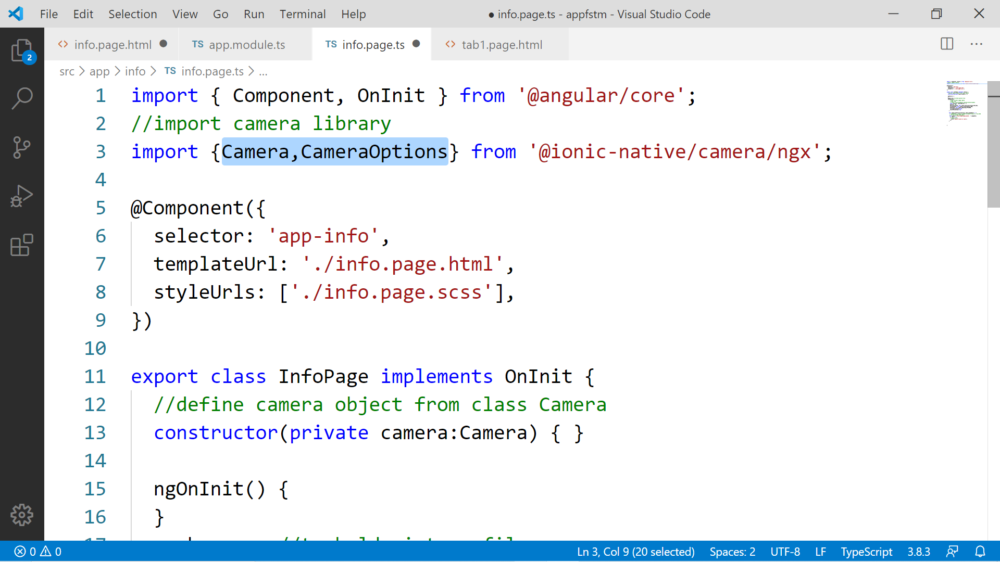 File Edit Selection View Go Run Terminal Help ● info.page.ts - appfstm - Visual Studio Code
info.page.html ● TS app.module.ts TS info.page.ts ● tab1.page.html ...
2
src > app > info > TS info.page.ts > ...
1 import { Component, OnInit } from '@angular/core';
2 //import camera library
3 import {Camera,CameraOptions} from '@ionic-native/camera/ngx';
4
5 @Component({
6 selector: 'app-info',
7 templateUrl: './info.page.html',
8 styleUrls: ['./info.page.scss'],
9 })
10
11 export class InfoPage implements OnInit {
12 //define camera object from class Camera
13 constructor(private camera:Camera) { }
14
15 ngOnInit() {
16 }
0 0 Ln 3, Col 9 (20 selected) Spaces: 2 UTF-8 LF TypeScript 3.8.3